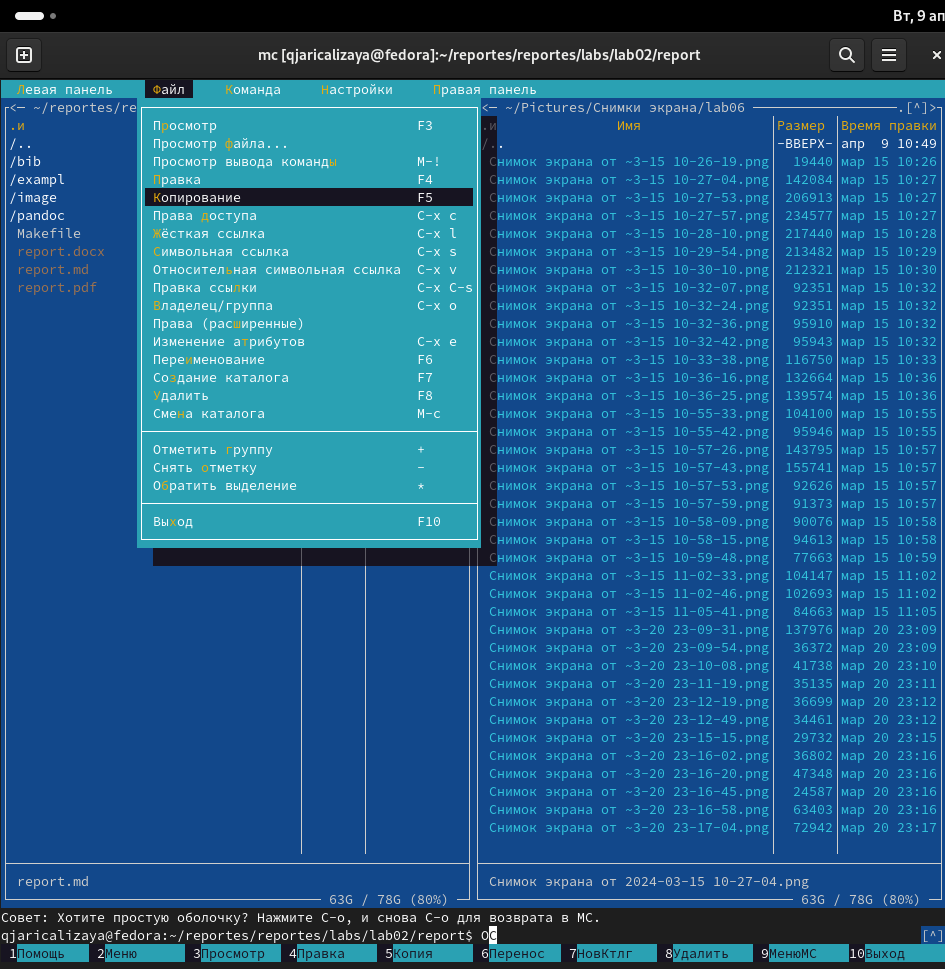 Вт, 9 ап
mc [qjaricalizaya@fedora]:~/reportes/reportes/labs/lab02/report
Левая панель Файл Команда Настройки Правая панель
<─ ~/reportes/re
.и
/..
/bib
/exampl
/image
/pandoc
Makefile
report.docx
report.md
report.pdf
Просмотр F3
Просмотр файла...
Просмотр вывода команды M-!
Правка F4
Копирование F5
Права доступа C-x c
Жёсткая ссылка C-x l
Символьная ссылка C-x s
Относительная символьная ссылка C-x v
Правка ссылки C-x C-s
Владелец/группа C-x o
Права (расширенные)
Изменение атрибутов C-x e
Переименование F6
Создание каталога F7
Удалить F8
Смена каталога M-c
Отметить группу +
Снять отметку -
Обратить выделение *
Выход F10
<─ ~/Pictures/Снимки экрана/lab06 .[^]>
.и Имя Размер Время правки
/.. -ВВЕРХ- апр 9 10:49
Снимок экрана от ~3-15 10-26-19.png 19440 мар 15 10:26
Снимок экрана от ~3-15 10-27-04.png 142084 мар 15 10:27
Снимок экрана от ~3-15 10-27-53.png 206913 мар 15 10:27
Снимок экрана от ~3-15 10-27-57.png 234577 мар 15 10:27
Снимок экрана от ~3-15 10-28-10.png 217440 мар 15 10:28
Снимок экрана от ~3-15 10-29-54.png 213482 мар 15 10:29
Снимок экрана от ~3-15 10-30-10.png 212321 мар 15 10:30
Снимок экрана от ~3-15 10-32-07.png 92351 мар 15 10:32
Снимок экрана от ~3-15 10-32-24.png 92351 мар 15 10:32
Снимок экрана от ~3-15 10-32-36.png 95910 мар 15 10:32
Снимок экрана от ~3-15 10-32-42.png 95943 мар 15 10:32
Снимок экрана от ~3-15 10-33-38.png 116750 мар 15 10:33
Снимок экрана от ~3-15 10-36-16.png 132664 мар 15 10:36
Снимок экрана от ~3-15 10-36-25.png 139574 мар 15 10:36
Снимок экрана от ~3-15 10-55-33.png 104100 мар 15 10:55
Снимок экрана от ~3-15 10-55-42.png 95946 мар 15 10:55
Снимок экрана от ~3-15 10-57-26.png 143795 мар 15 10:57
Снимок экрана от ~3-15 10-57-43.png 155741 мар 15 10:57
Снимок экрана от ~3-15 10-57-53.png 92626 мар 15 10:57
Снимок экрана от ~3-15 10-57-59.png 91373 мар 15 10:57
Снимок экрана от ~3-15 10-58-09.png 90076 мар 15 10:58
Снимок экрана от ~3-15 10-58-15.png 94613 мар 15 10:58
Снимок экрана от ~3-15 10-59-48.png 77663 мар 15 10:59
Снимок экрана от ~3-15 11-02-33.png 104147 мар 15 11:02
Снимок экрана от ~3-15 11-02-46.png 102693 мар 15 11:02
Снимок экрана от ~3-15 11-05-41.png 84663 мар 15 11:05
Снимок экрана от ~3-20 23-09-31.png 137976 мар 20 23:09
Снимок экрана от ~3-20 23-09-54.png 36372 мар 20 23:09
Снимок экрана от ~3-20 23-10-08.png 41738 мар 20 23:10
Снимок экрана от ~3-20 23-11-19.png 35135 мар 20 23:11
Снимок экрана от ~3-20 23-12-19.png 36699 мар 20 23:12
Снимок экрана от ~3-20 23-12-49.png 34461 мар 20 23:12
Снимок экрана от ~3-20 23-15-15.png 29732 мар 20 23:15
Снимок экрана от ~3-20 23-16-02.png 36802 мар 20 23:16
Снимок экрана от ~3-20 23-16-20.png 47348 мар 20 23:16
Снимок экрана от ~3-20 23-16-45.png 24587 мар 20 23:16
Снимок экрана от ~3-20 23-16-58.png 63403 мар 20 23:16
Снимок экрана от ~3-20 23-17-04.png 72942 мар 20 23:17
report.md
63G / 78G (80%)
Снимок экрана от 2024-03-15 10-27-04.png
63G / 78G (80%)
Совет: Хотите простую оболочку? Нажмите C-o, и снова C-o для возврата в MC.
qjaricalizaya@fedora:~/reportes/reportes/labs/lab02/report$ OC [^]
1Помощь 2Меню 3Просмотр 4Правка 5Копия 6Перенос 7НовКтлг 8Удалить 9МенюМС 10Выход